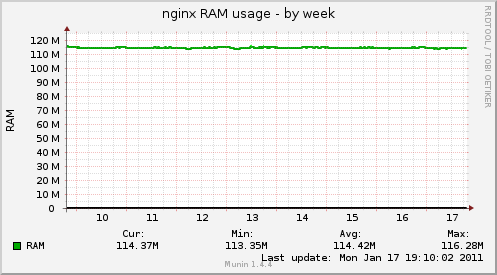 nginx RAM usage - by week
RRDTOOL / TOBI OETIKER
RAM
120 M
110 M
100 M
90 M
80 M
70 M
60 M
50 M
40 M
30 M
20 M
10 M
0
10 11 12 13 14 15 16 17
Cur: Min: Avg: Max:
RAM 114.37M 113.35M 114.42M 116.28M
Last update: Mon Jan 17 19:10:02 2011
Munin 1.4.4